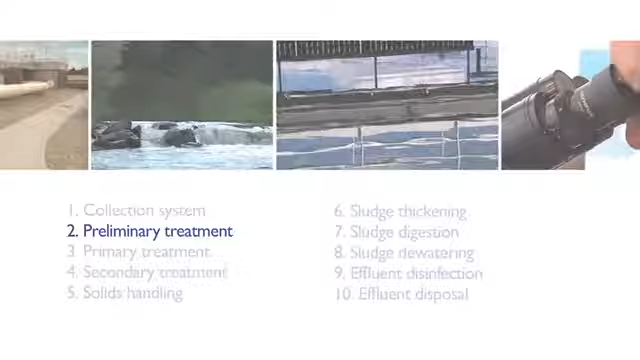 1. Collection system
2. Preliminary treatment
3 Primary treatment
4. Secondary treatment
5. Solids handling
6. Sludge thickening
7. Sludge digestion
8. Sludge dewatering
9. Effluent disinfection
10. Effluent disposal